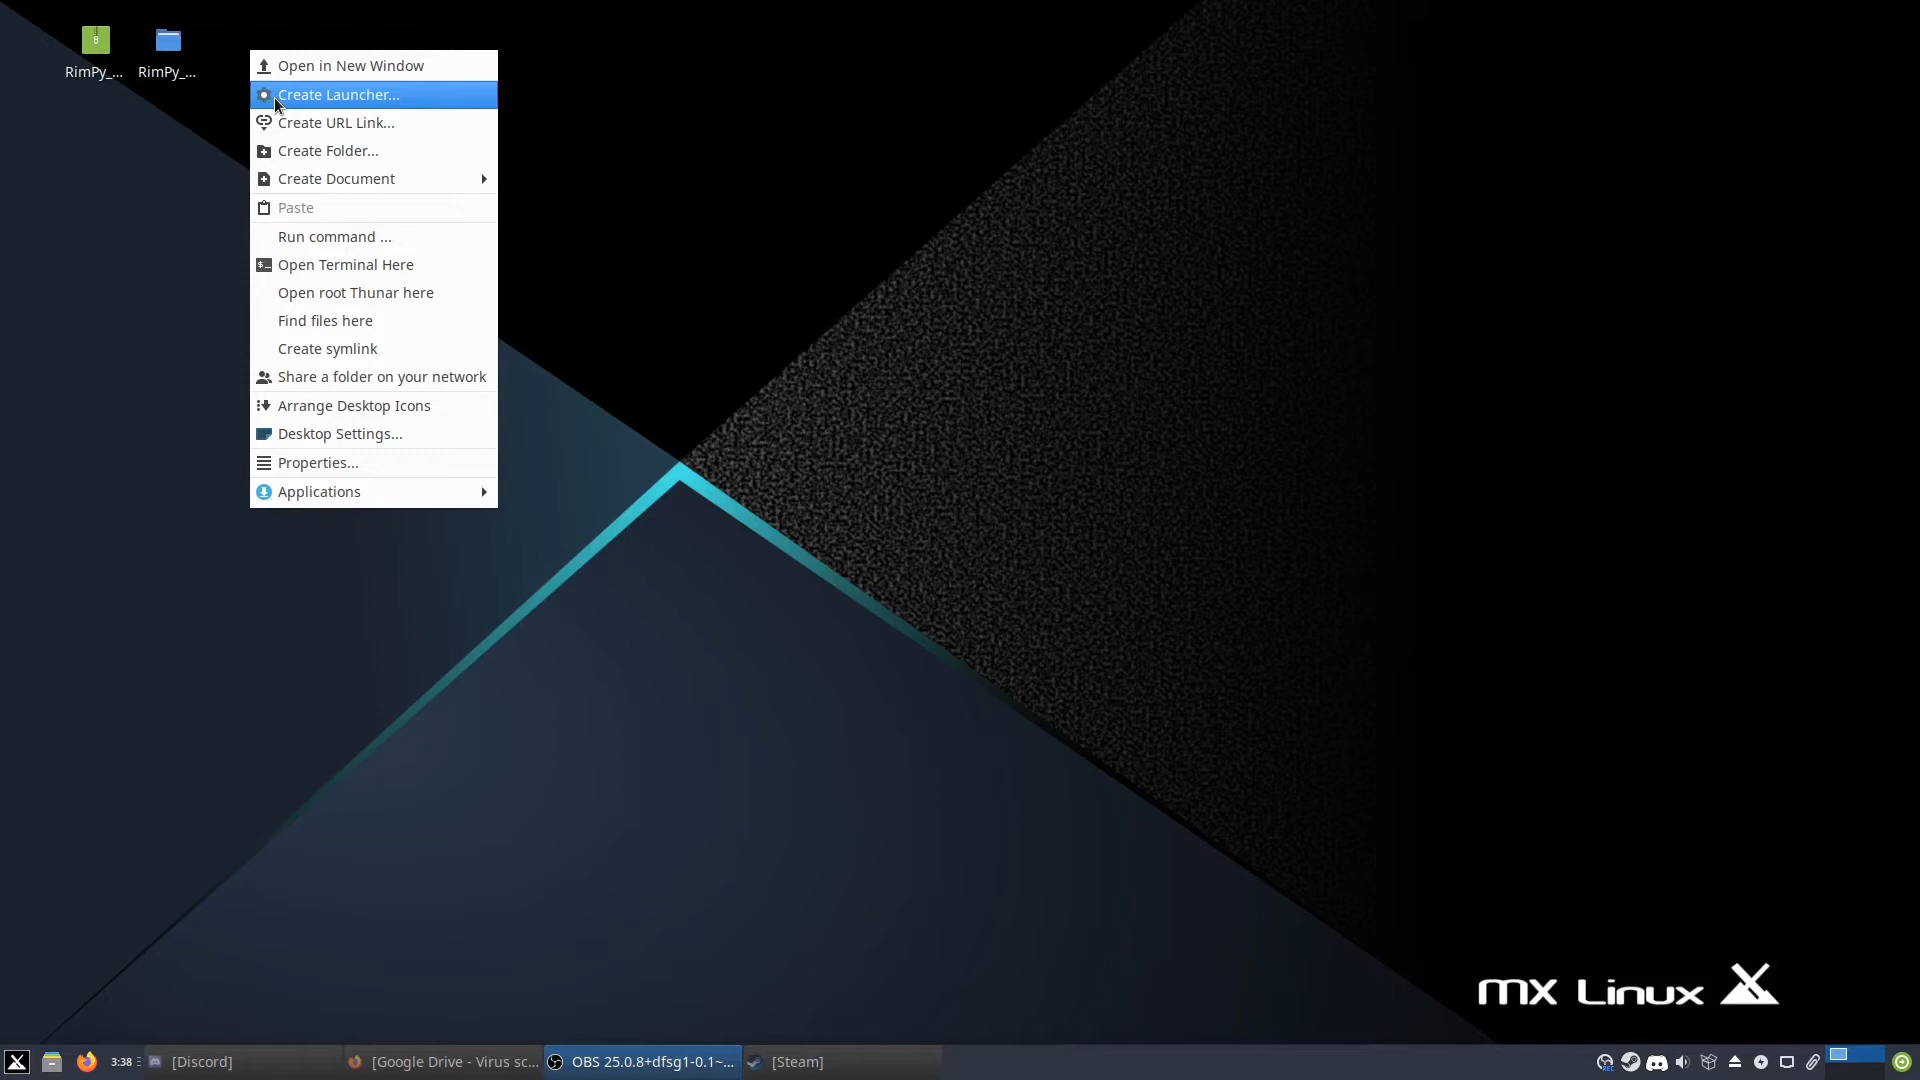 RimPy_...
RimPy_...
Open in New Window
Create Launcher...
Create URL Link...
Create Folder...
Create Document
Paste
Run command ...
Open Terminal Here
Open root Thunar here
Find files here
Create symlink
Share a folder on your network
Arrange Desktop Icons
Desktop Settings...
Properties...
Applications
mx Linux
3:38
[Discord]
[Google Drive - Virus sc...
OBS 25.0.8+dfsg1-0.1~...
[Steam]
REC